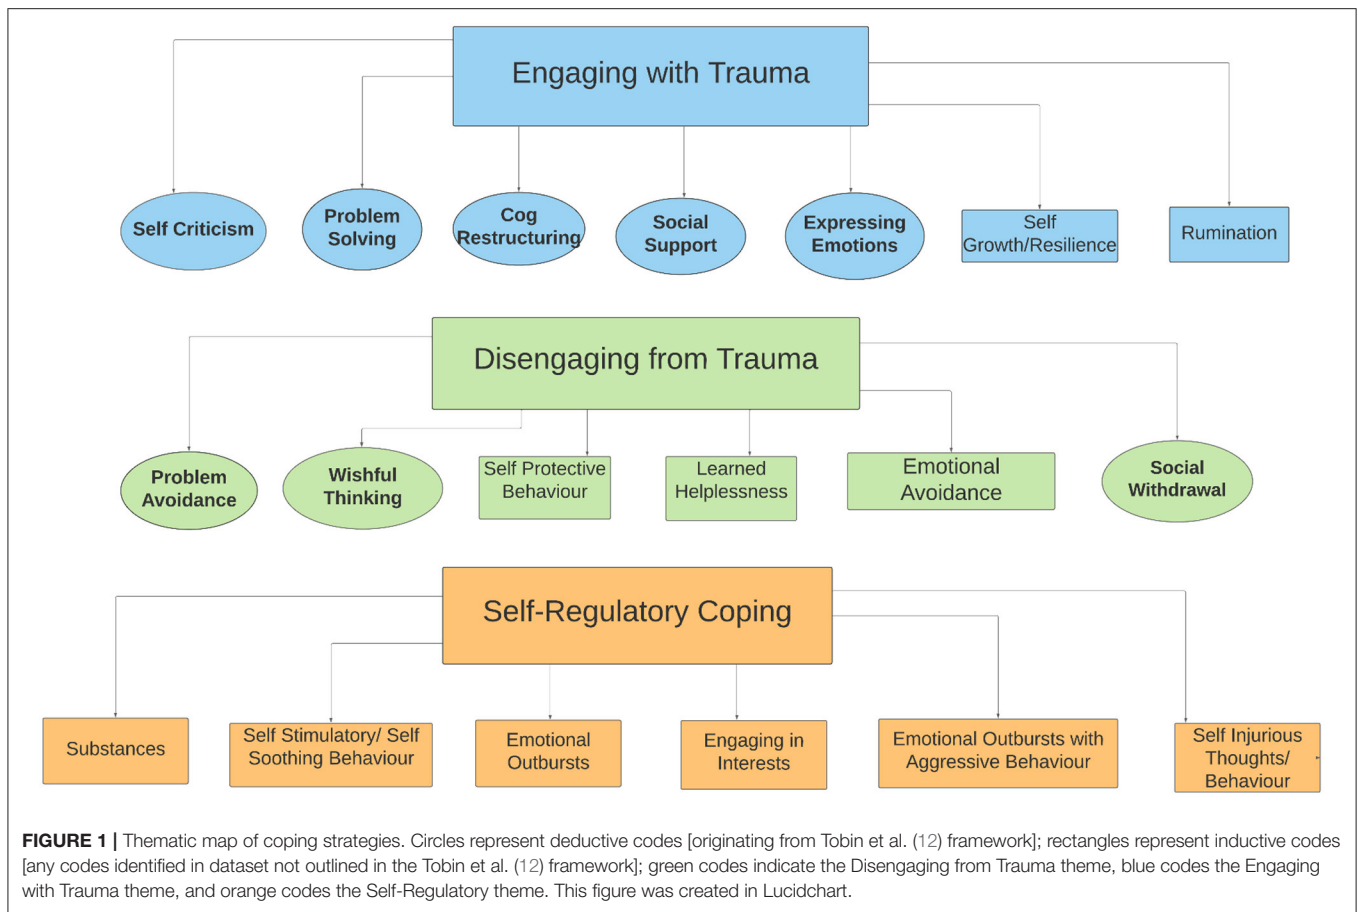 Engaging with Trauma
Self Criticism
Problem
Solving
Cog
Restructuring
Social
Support
Expressing
Emotions
Self
Growth/Resilience
Rumination
Disengaging from Trauma
Problem
Avoidance
Wishful
Thinking
Self Protective
Behaviour
Learned
Helplessness
Emotional
Avoidance
Social
Withdrawal
Self-Regulatory Coping
Substances
Self Stimulatory/ Self
Soothing Behaviour
Emotional
Outbursts
Engaging in
Interests
Emotional Outbursts with
Aggressive Behaviour
Self Injurious
Thoughts/
Behaviour
FIGURE 1 | Thematic map of coping strategies. Circles represent deductive codes [originating from Tobin et al. (12) framework]; rectangles represent inductive codes
[any codes identified in dataset not outlined in the Tobin et al. (12) framework]; green codes indicate the Disengaging from Trauma theme, blue codes the Engaging
with Trauma theme, and orange codes the Self-Regulatory theme. This figure was created in Lucidchart.